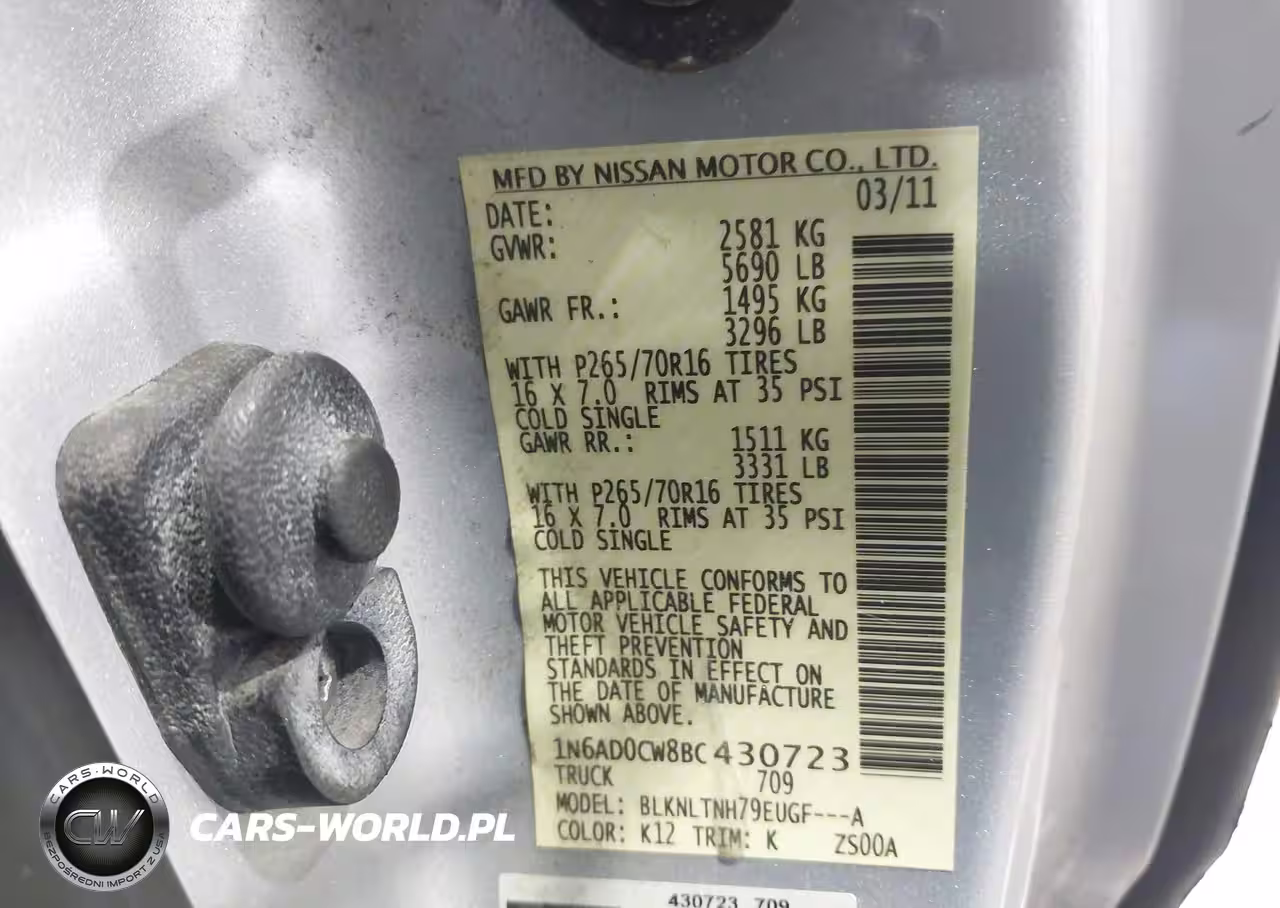 MFD BY NISSAN MOTOR CO., LTD.
DATE: 03/11
GVWR: 2581 KG
5690 LB
GAWR FR.: 1495 KG
3296 LB
WITH P265/70R16 TIRES
16 X 7.0 RIMS AT 35 PSI
COLD SINGLE
GAWR RR.: 1511 KG
3331 LB
WITH P265/70R16 TIRES
16 X 7.0 RIMS AT 35 PSI
COLD SINGLE
THIS VEHICLE CONFORMS TO
ALL APPLICABLE FEDERAL
MOTOR VEHICLE SAFETY AND
THEFT PREVENTION
STANDARDS IN EFFECT ON
THE DATE OF MANUFACTURE
SHOWN ABOVE.
1N6AD0CW8BC430723
TRUCK 709
MODEL: BLKNLTNH79EUGF---A
COLOR: K12 TRIM: K ZS00A
430723 709
CARS-WORLD
CW
BEZPOŚREDNI IMPORT Z USA
CARS-WORLD.PL